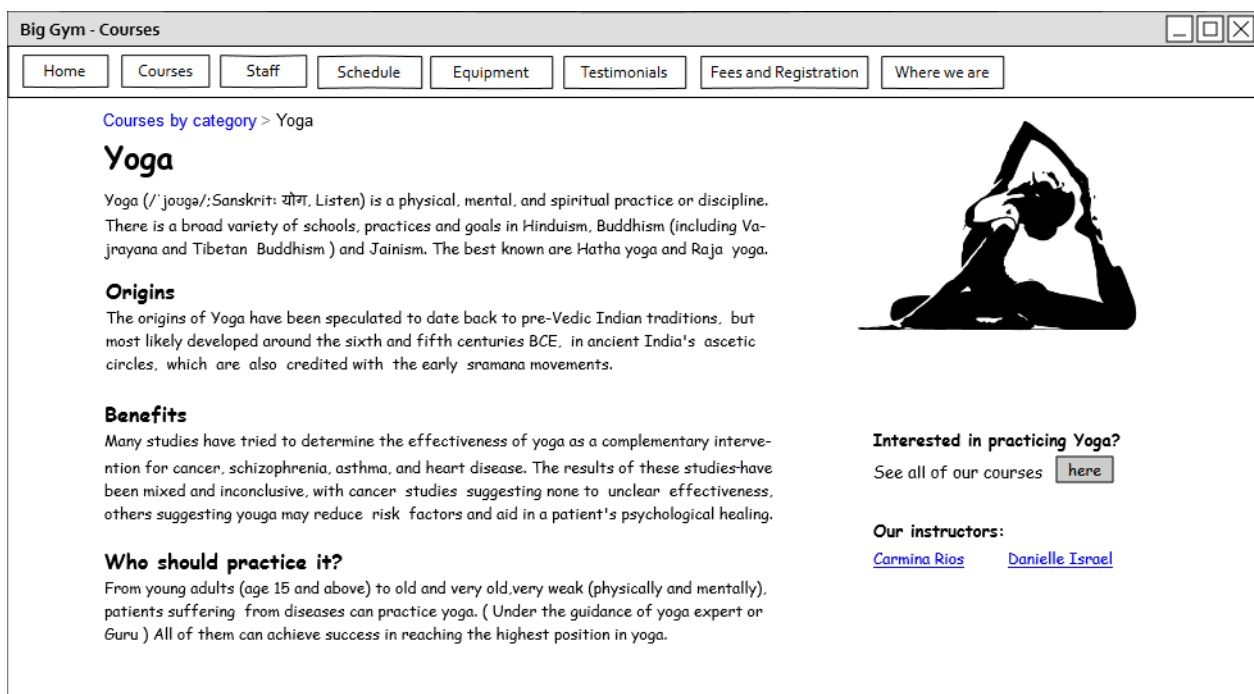 Big Gym - Courses
Home Courses Staff Schedule Equipment Testimonials Fees and Registration Where we are
Courses by category > Yoga
Yoga
Yoga (/ˈjoʊgə/;Sanskrit: योग, Listen) is a physical, mental, and spiritual practice or discipline.
There is a broad variety of schools, practices and goals in Hinduism, Buddhism (including Va-
jrayana and Tibetan Buddhism ) and Jainism. The best known are Hatha yoga and Raja yoga.
Origins
The origins of Yoga have been speculated to date back to pre-Vedic Indian traditions, but
most likely developed around the sixth and fifth centuries BCE, in ancient India's ascetic
circles, which are also credited with the early sramana movements.
Benefits
Many studies have tried to determine the effectiveness of yoga as a complementary interve-
ntion for cancer, schizophrenia, asthma, and heart disease. The results of these studies-have
been mixed and inconclusive, with cancer studies suggesting none to unclear effectiveness,
others suggesting youga may reduce risk factors and aid in a patient's psychological healing.
Who should practice it?
From young adults (age 15 and above) to old and very old,very weak (physically and mentally),
patients suffering from diseases can practice yoga. ( Under the guidance of yoga expert or
Guru ) All of them can achieve success in reaching the highest position in yoga.
Interested in practicing Yoga?
See all of our courses here
Our instructors:
Carmina Rios Danielle Israel